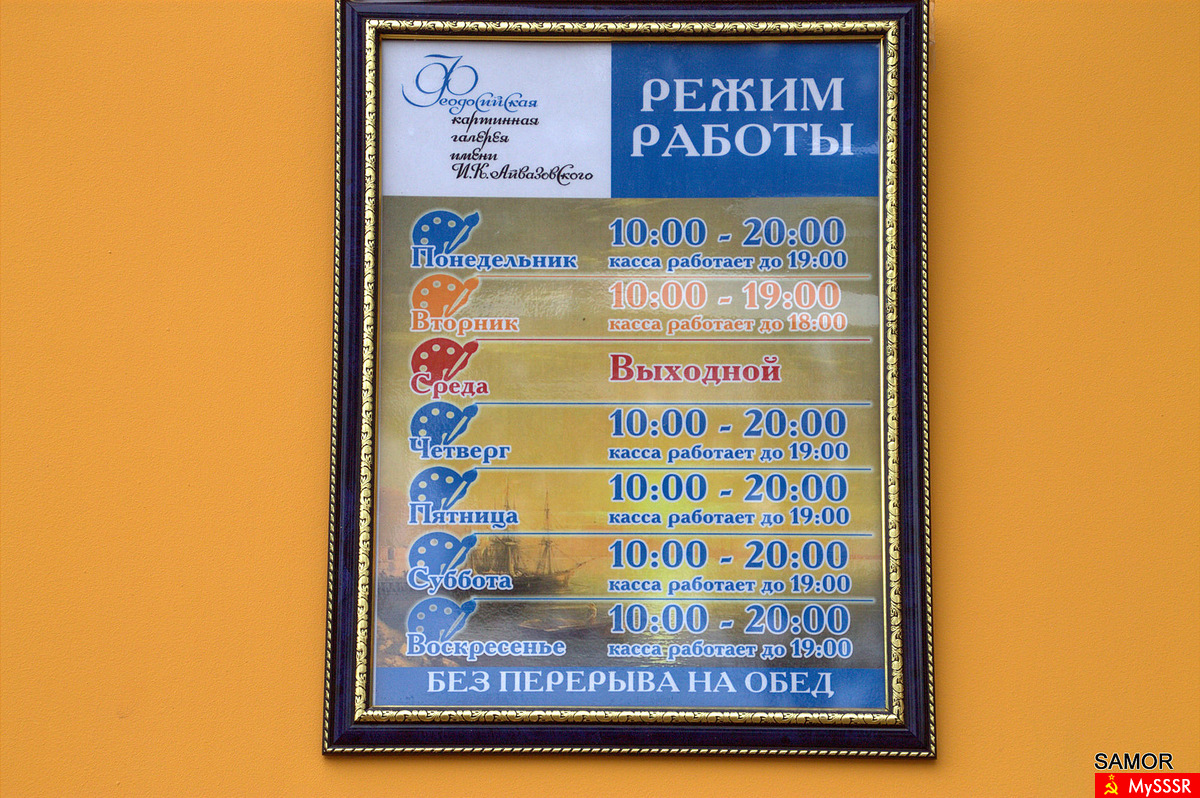 Феодосийская
картинная
галерея
имени
И.К.Айвазовского
РЕЖИМ
РАБОТЫ
Понедельник
10:00 - 20:00
касса работает до 19:00
Вторник
10:00 - 19:00
касса работает до 18:00
Среда
Выходной
Четверг
10:00 - 20:00
касса работает до 19:00
Пятница
10:00 - 20:00
касса работает до 19:00
Суббота
10:00 - 20:00
касса работает до 19:00
Воскресенье
10:00 - 20:00
касса работает до 19:00
БЕЗ ПЕРЕРЫВА НА ОБЕД
SAMOR
MySSSR